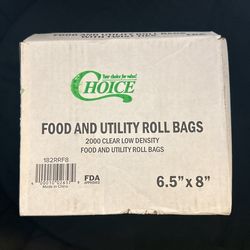 Your choice for value!
CHOICE
FOOD AND UTILITY ROLL BAGS
2000 CLEAR LOW DENSITY
FOOD AND UTILITY ROLL BAGS
182RRF8
FDA
APPROVED
Made in China
6.5" x 8"